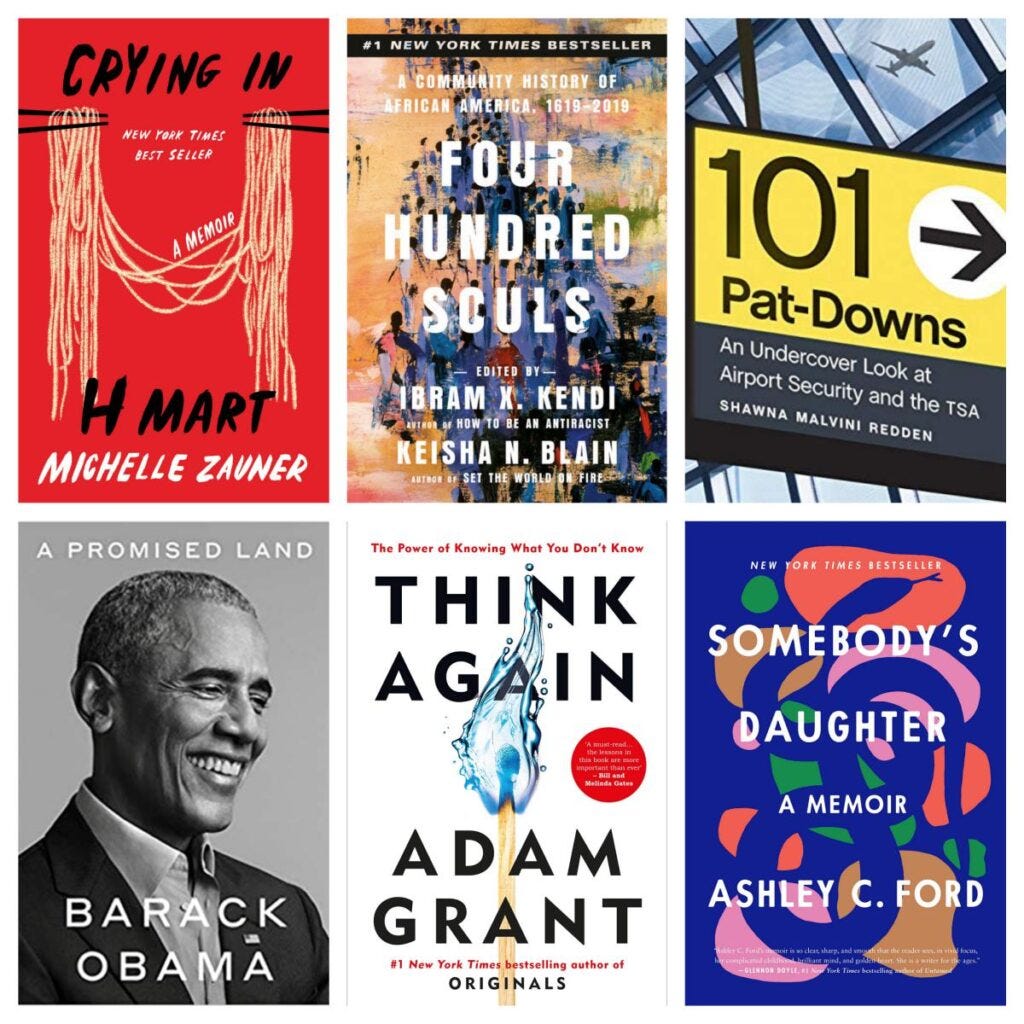 CRYING IN
NEW YORK TIMES
BEST SELLER
A MEMOIR
H MART
MICHELLE ZAUNER
#1 NEW YORK TIMES BESTSELLER
A COMMUNITY HISTORY OF
AFRICAN AMERICA, 1619–2019
FOUR
HUNDRED
SOULS
— EDITED BY —
IBRAM X. KENDI
AUTHOR OF HOW TO BE AN ANTIRACIST
KEISHA N. BLAIN
AUTHOR OF SET THE WORLD ON FIRE
101
Pat-Downs
An Undercover Look at
Airport Security and the TSA
SHAWNA MALVINI REDDEN
A PROMISED LAND
BARACK
OBAMA
The Power of Knowing What You Don't Know
THINK
AGAIN
'A must-read...
the lessons in
this book are more
important than ever'
– Bill and
Melinda Gates
ADAM
GRANT
#1 New York Times bestselling author of
ORIGINALS
NEW YORK TIMES BESTSELLER
SOMEBODY'S
DAUGHTER
A MEMOIR
ASHLEY C. FORD
"Ashley C. Ford's memoir is so clear, sharp, and smooth that the reader sees, in vivid focus,
her complicated childhood, brilliant mind, and golden heart. She is a writer for the ages."
—GLENNON DOYLE, #1 New York Times bestselling author of Untamed